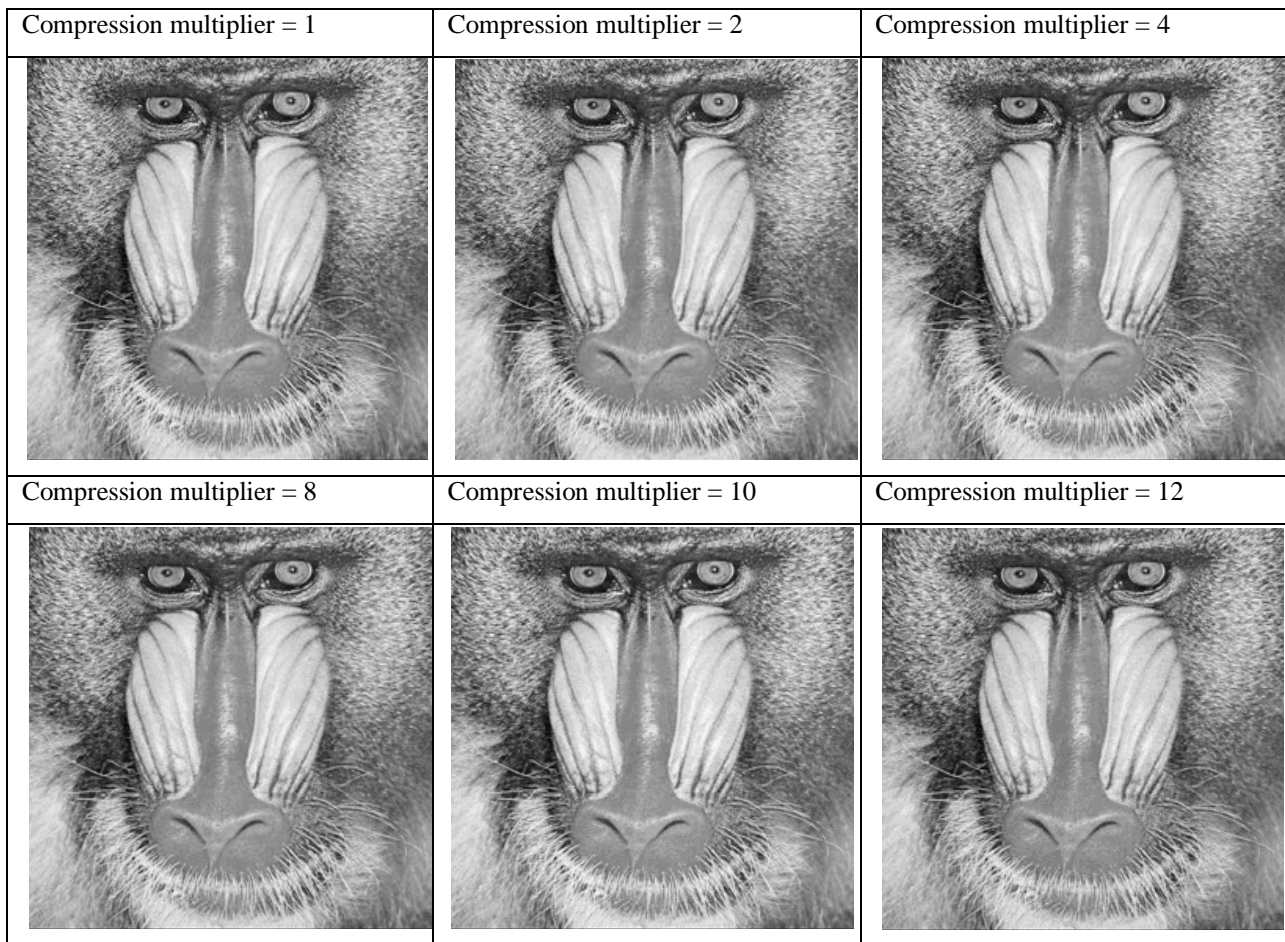 Compression multiplier = 1
Compression multiplier = 2
Compression multiplier = 4
Compression multiplier = 8
Compression multiplier = 10
Compression multiplier = 12